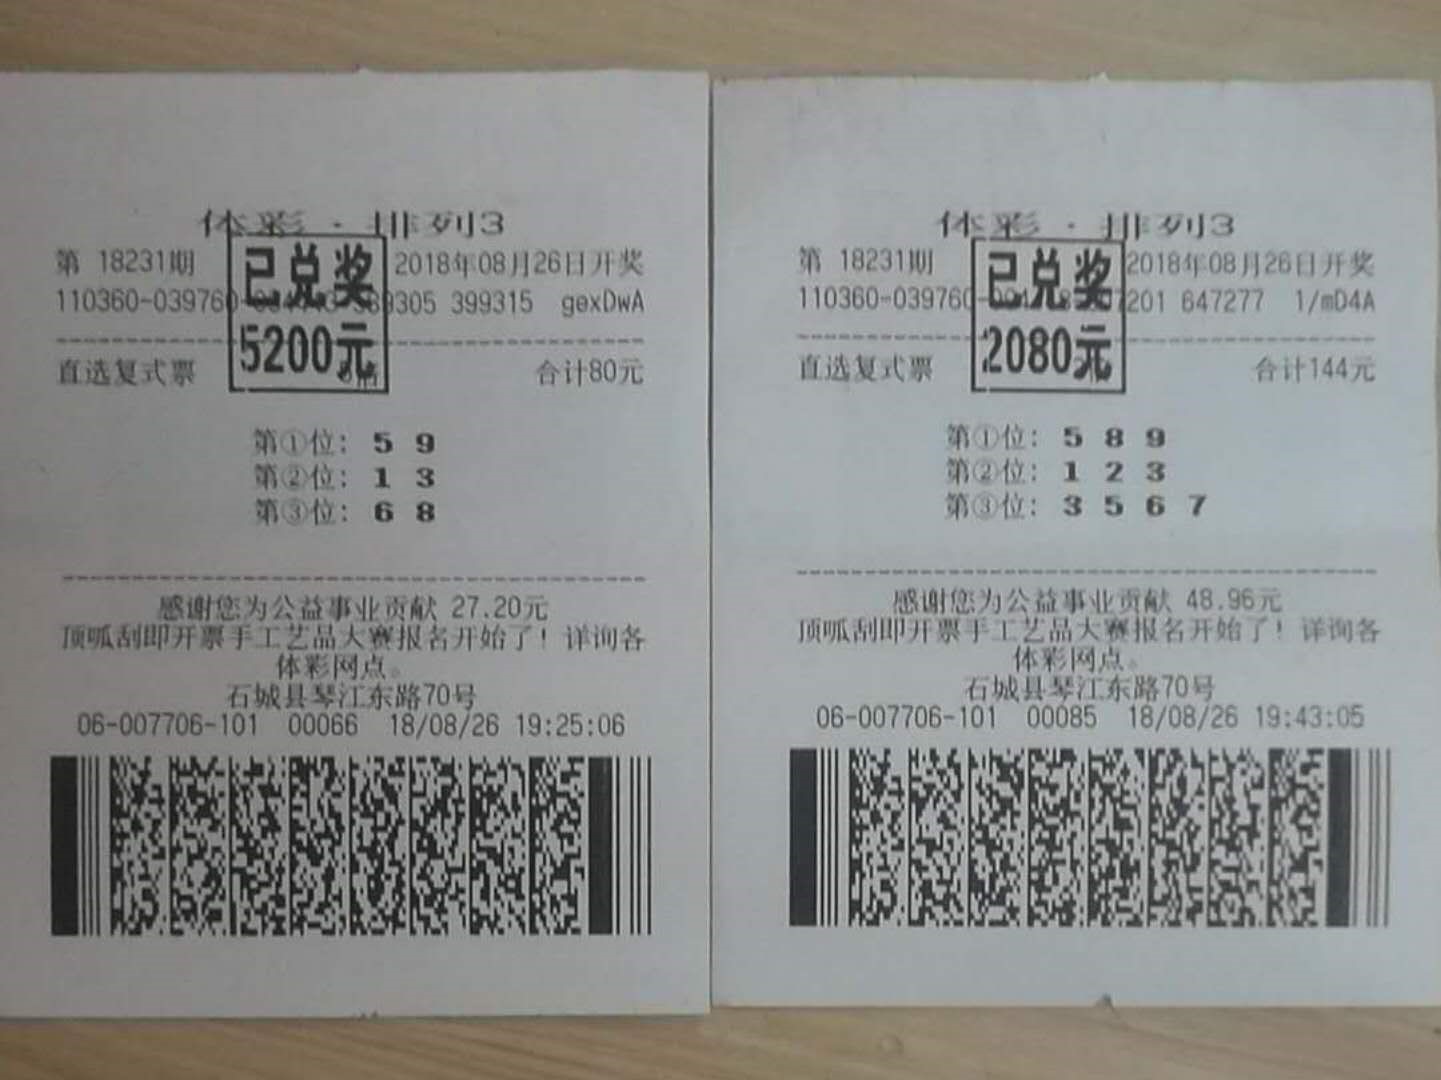 体彩·排列3
第 18231期
已兑奖
2018年08月26日开奖
110360-039760- 399315 gexDwA
5200元
直选复式票
合计80元
第①位: 5 9
第②位: 1 3
第③位: 6 8
感谢您为公益事业贡献 27.20元
顶呱刮即开票手工艺品大赛报名开始了! 详询各
体彩网点。
石城县琴江东路70号
06-007706-101 00066 18/08/26 19:25:06
体彩·排列3
第 18231期
已兑奖
2018年08月26日开奖
110360-039760- 647277 1/mD4A
2080元
直选复式票
合计144元
第①位: 5 8 9
第②位: 1 2 3
第③位: 3 5 6 7
感谢您为公益事业贡献 48.96元
顶呱刮即开票手工艺品大赛报名开始了! 详询各
体彩网点。
石城县琴江东路70号
06-007706-101 00085 18/08/26 19:43:05